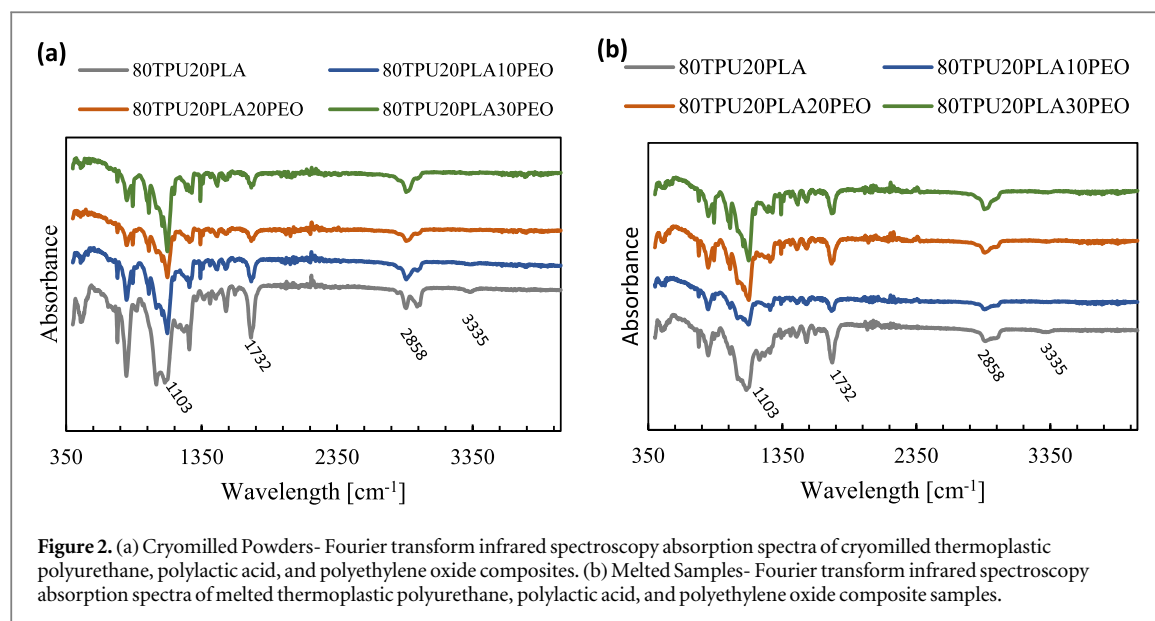 (a)
80TPU20PLA
80TPU20PLA10PEO
80TPU20PLA20PEO
80TPU20PLA30PEO
Absorbance
1103
1732
2858
3335
350
1350
2350
3350
Wavelength [cm-1]
(b)
80TPU20PLA
80TPU20PLA10PEO
80TPU20PLA20PEO
80TPU20PLA30PEO
Absorbance
1103
1732
2858
3335
350
1350
2350
3350
Wavelength [cm-1]
Figure 2. (a) Cryomilled Powders- Fourier transform infrared spectroscopy absorption spectra of cryomilled thermoplastic
polyurethane, polylactic acid, and polyethylene oxide composites. (b) Melted Samples- Fourier transform infrared spectroscopy
absorption spectra of melted thermoplastic polyurethane, polylactic acid, and polyethylene oxide composite samples.